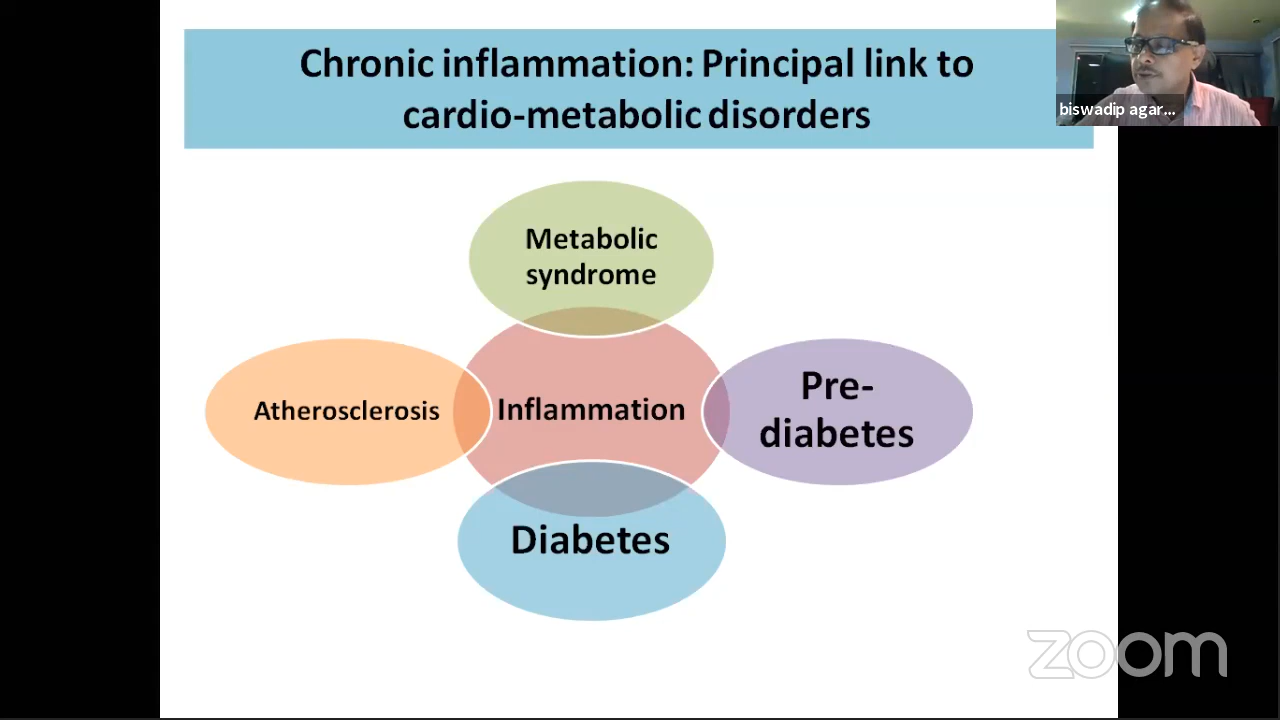 Chronic inflammation: Principal link to
cardio-metabolic disorders
biswadip agar...
Metabolic
syndrome
Atherosclerosis
Inflammation
Pre-
diabetes
Diabetes
zoom